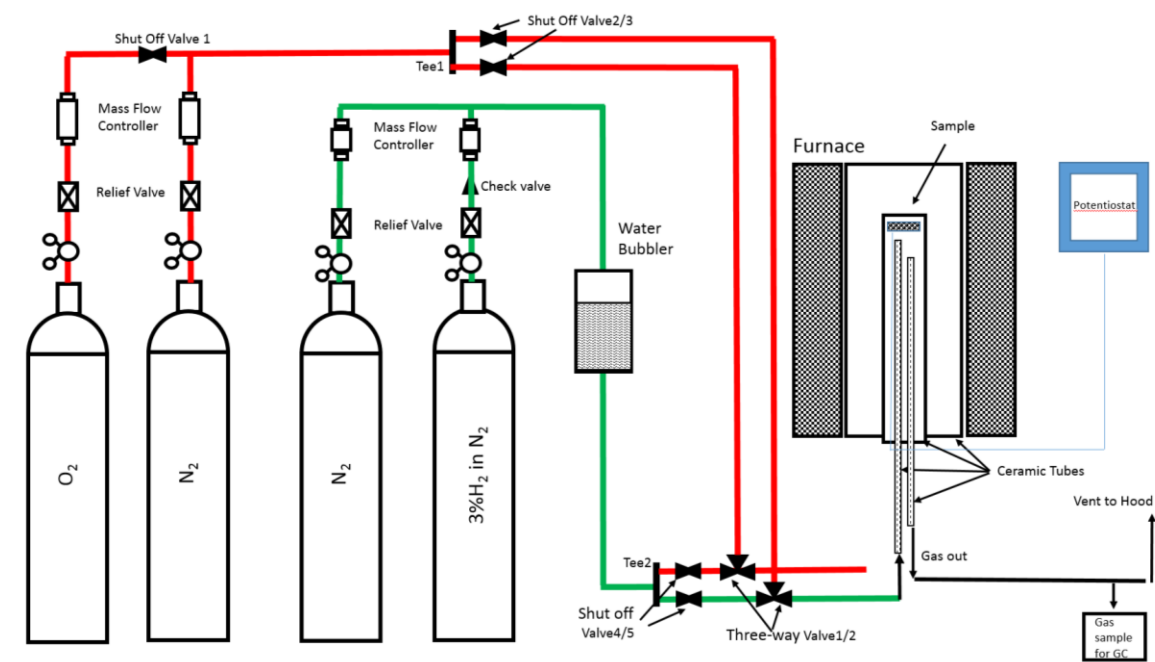 Shut Off Valve 1
Shut Off Valve2/3
Tee1
Mass Flow
Controller
Mass Flow
Controller
Sample
Furnace
Relief Valve
Check valve
Potentiostat
Relief Valve
Water
Bubbler
O₂
N₂
N₂
3%H₂ in N₂
Ceramic Tubes
Vent to Hood
Gas out
Tee2
Shut off
Valve4/5
Three-way Valve1/2
Gas
sample
for GC